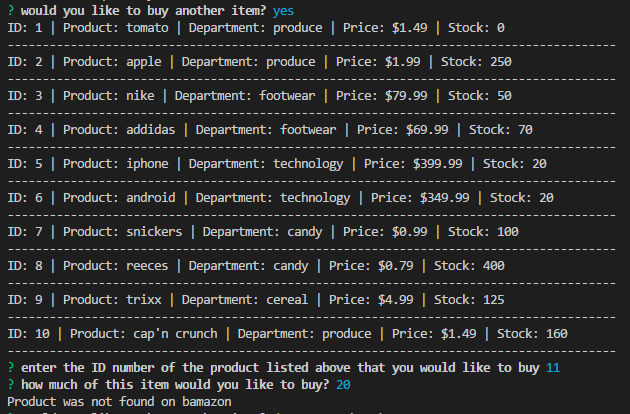 ? would you like to buy another item? yes
ID: 1 | Product: tomato | Department: produce | Price: $1.49 | Stock: 0
--------------------------------------------------------------------------------------
ID: 2 | Product: apple | Department: produce | Price: $1.99 | Stock: 250
--------------------------------------------------------------------------------------
ID: 3 | Product: nike | Department: footwear | Price: $79.99 | Stock: 50
--------------------------------------------------------------------------------------
ID: 4 | Product: addidas | Department: footwear | Price: $69.99 | Stock: 70
--------------------------------------------------------------------------------------
ID: 5 | Product: iphone | Department: technology | Price: $399.99 | Stock: 20
--------------------------------------------------------------------------------------
ID: 6 | Product: android | Department: technology | Price: $349.99 | Stock: 20
--------------------------------------------------------------------------------------
ID: 7 | Product: snickers | Department: candy | Price: $0.99 | Stock: 100
--------------------------------------------------------------------------------------
ID: 8 | Product: reeces | Department: candy | Price: $0.79 | Stock: 400
--------------------------------------------------------------------------------------
ID: 9 | Product: trixx | Department: cereal | Price: $4.99 | Stock: 125
--------------------------------------------------------------------------------------
ID: 10 | Product: cap'n crunch | Department: produce | Price: $1.49 | Stock: 160
--------------------------------------------------------------------------------------
? enter the ID number of the product listed above that you would like to buy 11
? how much of this item would you like to buy? 20
Product was not found on bamazon